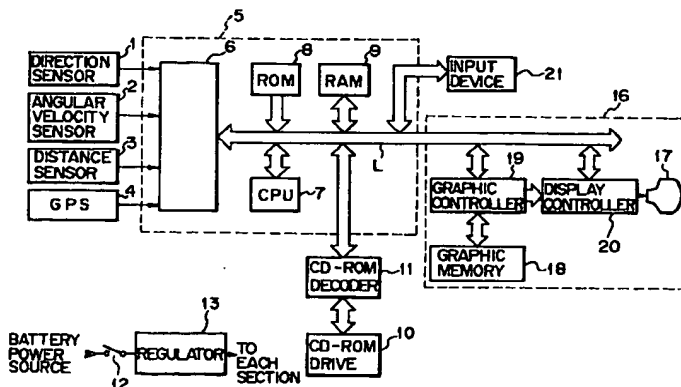 1
DIRECTION
SENSOR
2
ANGULAR
VELOCITY
SENSOR
3
DISTANCE
SENSOR
4
GPS
5
6
8
ROM
9
RAM
CPU
7
L
INPUT
DEVICE
21
16
19
GRAPHIC
CONTROLLER
DISPLAY
CONTROLLER
20
17
GRAPHIC
MEMORY
18
CD-ROM
DECODER
11
CD-ROM
DRIVE
10
BATTERY
POWER
SOURCE
12
13
REGULATOR
TO
EACH
SECTION